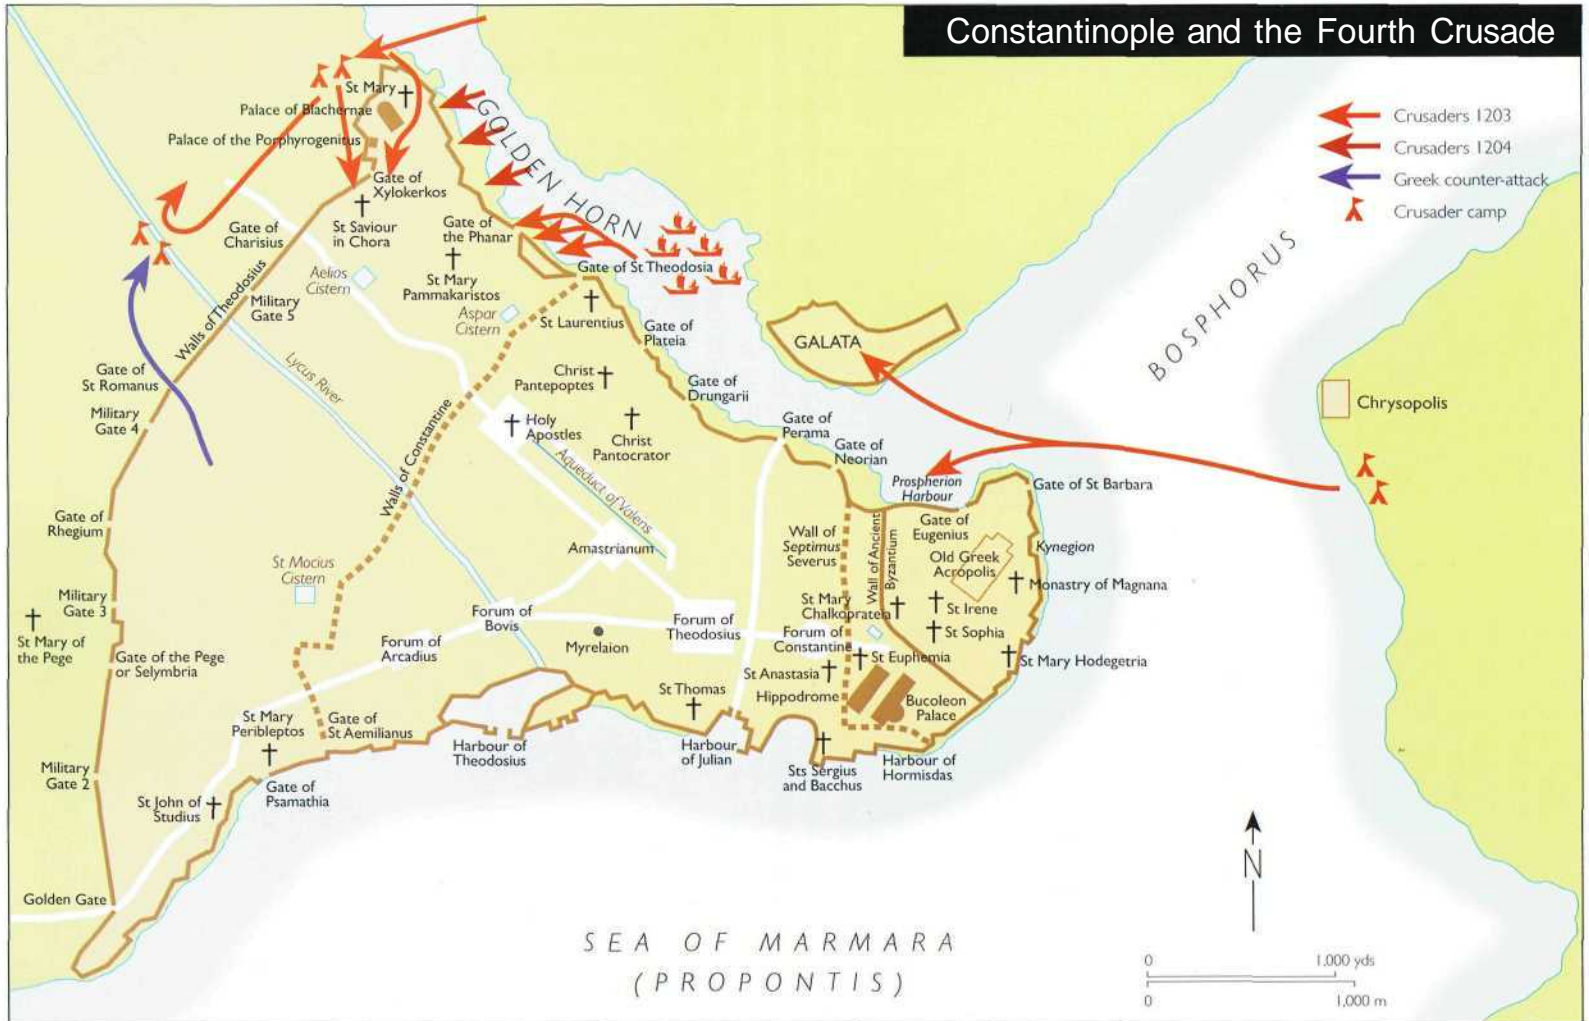 Constantinople and the Fourth Crusade
Crusaders 1203
Crusaders 1204
Greek counter-attack
Crusader camp
St Mary
Palace of Blachernae
Palace of the Porphyrogenitus
GOLDEN HORN
Gate of
Xylokerkos
Gate of
Charisius
St Saviour
in Chora
Gate of
the Phanar
Gate of St Theodosia
St Mary
Pammakaristos
Aelios
Cistern
Aspar
Cistern
Walls of Theodosius
Military
Gate 5
St Laurentius
Gate of
Plateia
GALATA
BOSPHORUS
Chrysopolis
Gate of
St Romanus
Lycus River
Military
Gate 4
Christ
Pantepoptes
Gate of
Drungarii
Walls of Constantine
Holy
Apostles
Christ
Pantocrator
Gate of
Perama
Gate of
Neorian
Aqueduct of Valens
Prospherion
Harbour
Gate of St Barbara
Gate of
Rhegium
Amastrianum
Wall of
Septimus
Severus
Wall of Ancient
Byzantium
Gate of
Eugenius
Old Greek
Acropolis
Kynegion
Monastry of Magnana
St Mocius
Cistern
Military
Gate 3
St Mary of
the Pege
Gate of the Pege
or Selymbria
Forum of
Arcadius
Forum of
Bovis
Myrelaion
Forum of
Theodosius
St Mary
Chalkoprateia
St Irene
St Sophia
Forum of
Constantine
St Euphemia
St Mary Hodegetria
St Anastasia
Hippodrome
Bucoleon
Palace
St Thomas
St Mary
Peribleptos
Gate of
St Aemilianus
Harbour of
Theodosius
Harbour
of Julian
Sts Sergius
and Bacchus
Harbour of
Hormisdas
Military
Gate 2
St John of
Studius
Gate of
Psamathia
Golden Gate
SEA OF MARMARA
(PROPONTIS)
N
0 1,000 yds
0 1,000 m